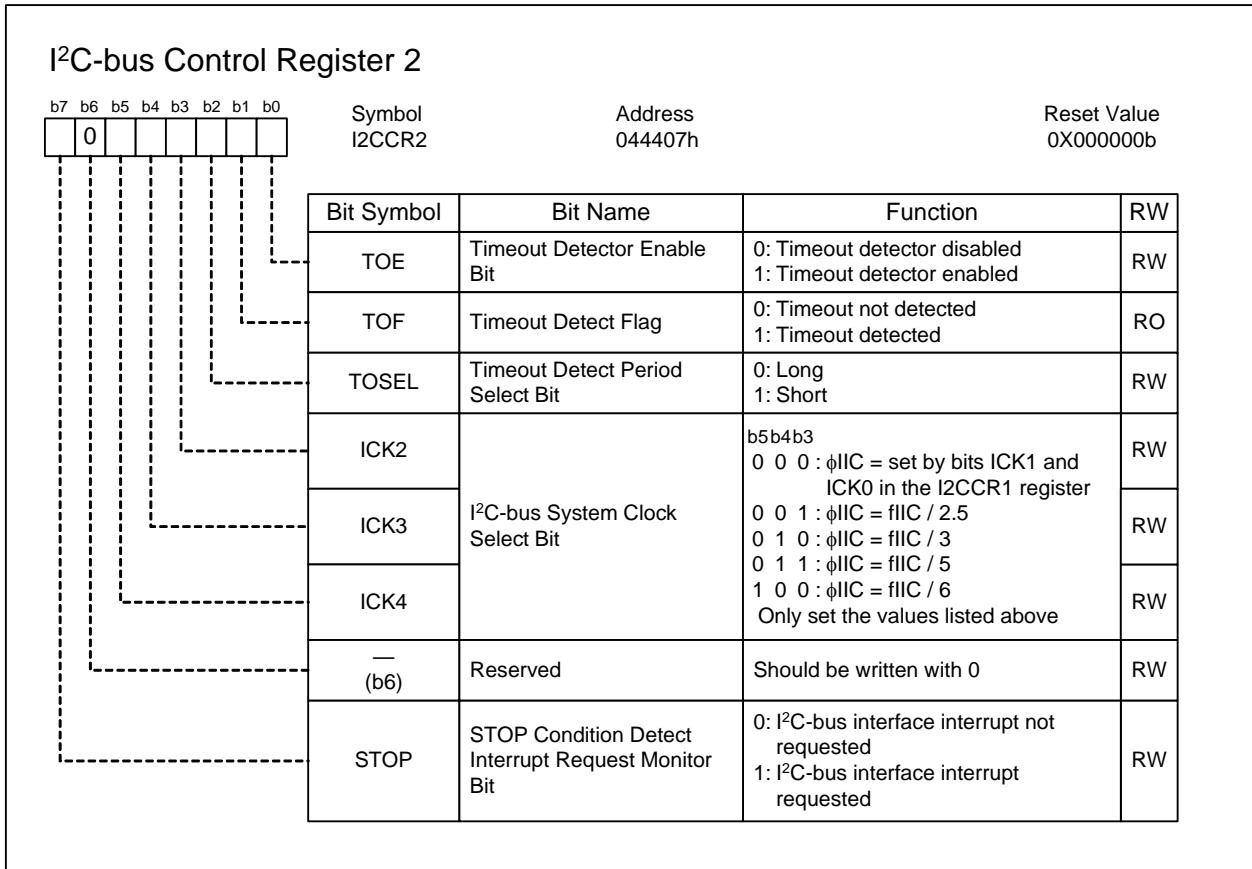 I²C-bus Control Register 2
b7 b6 b5 b4 b3 b2 b1 b0
0
Symbol Address Reset Value
I2CCR2 044407h 0X000000b
Bit Symbol Bit Name Function RW
TOE
Timeout Detector Enable
Bit
0: Timeout detector disabled
1: Timeout detector enabled
RW
TOF
Timeout Detect Flag
0: Timeout not detected
1: Timeout detected
RO
TOSEL
Timeout Detect Period
Select Bit
0: Long
1: Short
RW
ICK2
RW
ICK3
RW
ICK4
RW
I²C-bus System Clock
Select Bit
b5b4b3
0 0 0 : ϕIIC = set by bits ICK1 and
ICK0 in the I2CCR1 register
0 0 1 : ϕIIC = fIIC / 2.5
0 1 0 : ϕIIC = fIIC / 3
0 1 1 : ϕIIC = fIIC / 5
1 0 0 : ϕIIC = fIIC / 6
Only set the values listed above
—
(b6)
Reserved
Should be written with 0
RW
STOP
STOP Condition Detect
Interrupt Request Monitor
Bit
0: I²C-bus interface interrupt not
requested
1: I²C-bus interface interrupt
requested
RW